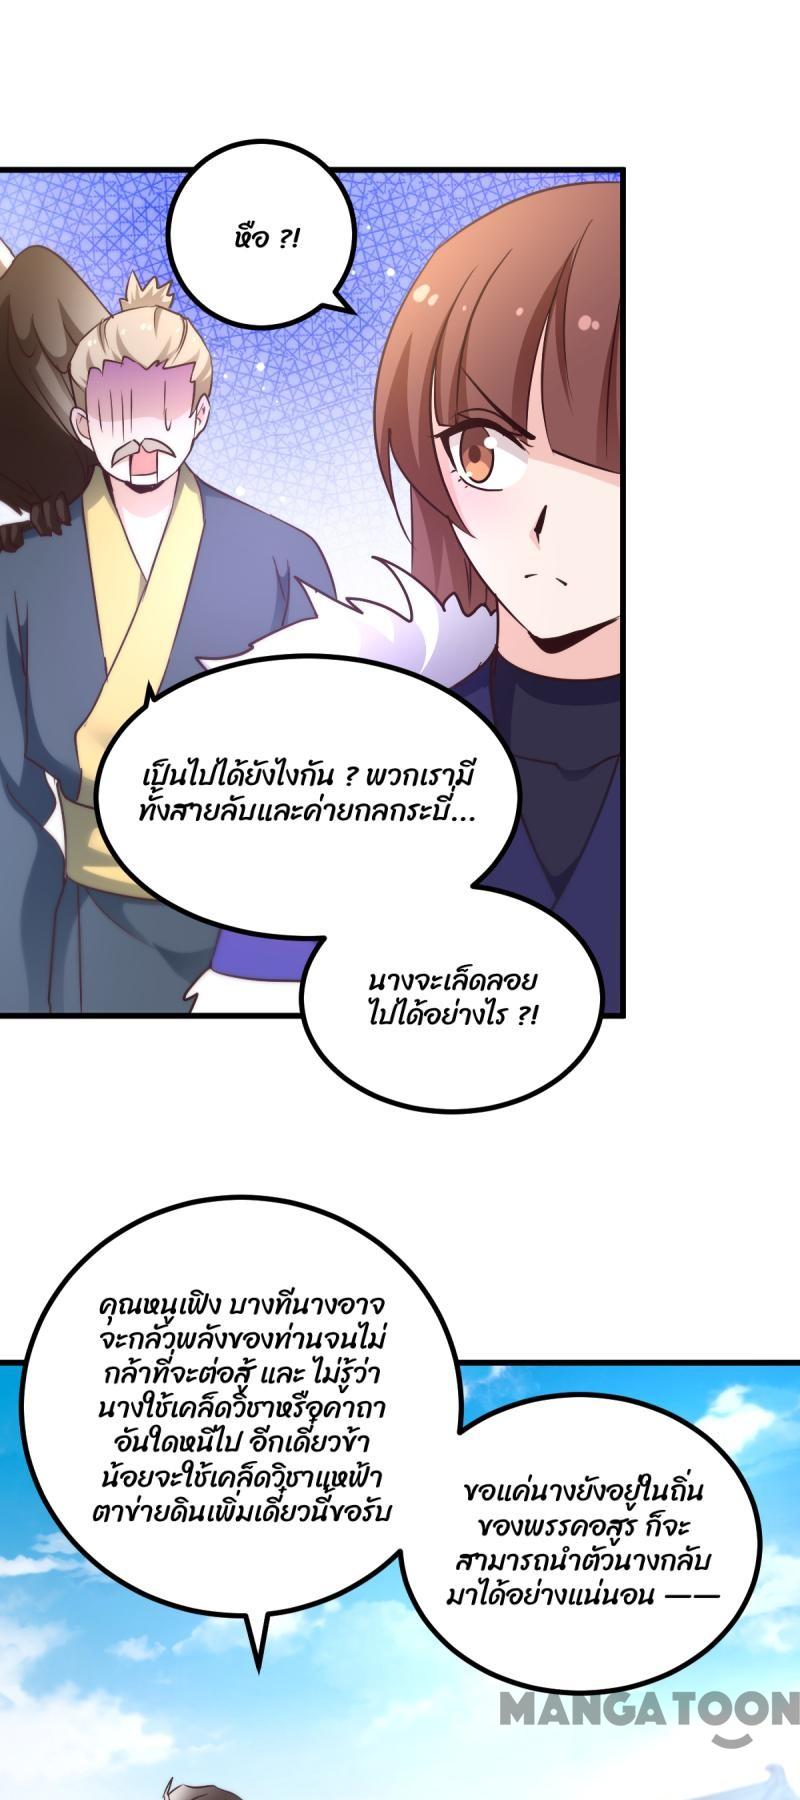 หือ ?!
เป็นไปได้ยังไงกัน ? พวกเรามี
ทั้งสายลับและค่ายกลกระบี่...
นางจะเล็ดลอย
ไปได้อย่างไร ?!
คุณหนูเฟิง บางทีนางอาจ
จะกลัวพลังของท่านจนไม่
กล้าที่จะต่อสู้ และ ไม่รู้ว่า
นางใช้เคล็ดวิชาหรือคาถา
อันใดหนีไป อีกเดี๋ยวข้า
น้อยจะใช้เคล็ดวิชาแหฟ้า
ตาข่ายดินเพิ่มเดี๋ยวนี้ขอรับ
ขอแค่นางยังอยู่ในถิ่น
ของพรรคอสูร ก็จะ
สามารถนำตัวนางกลับ
มาได้อย่างแน่นอน ——
MANGATOON